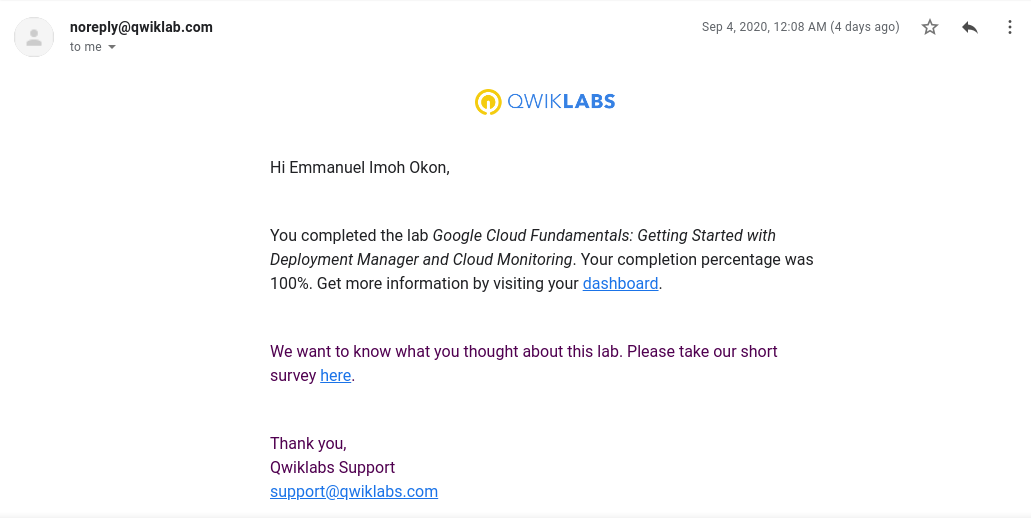 noreply@qwiklab.com
Sep 4, 2020, 12:08 AM (4 days ago)
to me
QWIKLABS
Hi Emmanuel Imoh Okon,
You completed the lab Google Cloud Fundamentals: Getting Started with
Deployment Manager and Cloud Monitoring. Your completion percentage was
100%. Get more information by visiting your dashboard.
We want to know what you thought about this lab. Please take our short
survey here.
Thank you,
Qwiklabs Support
support@qwiklabs.com